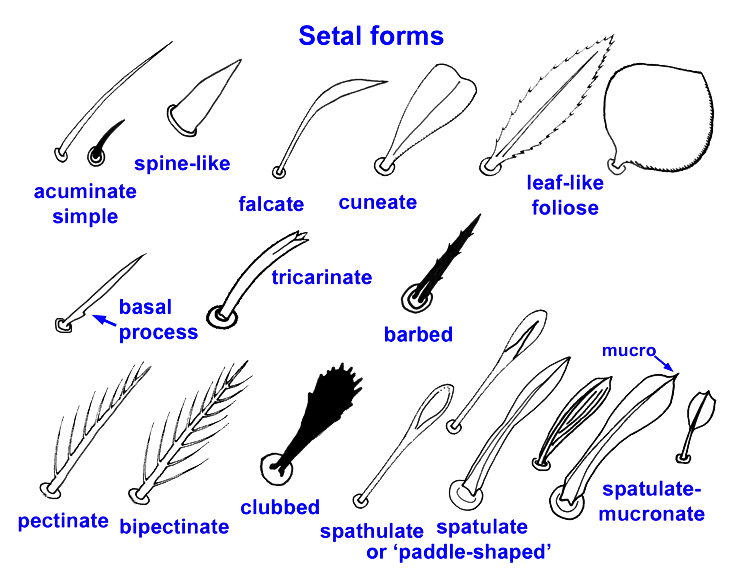 Setal forms
acuminate
simple
spine-like
falcate
cuneate
leaf-like
foliose
basal
process
tricarinate
barbed
mucro
pectinate
bipectinate
clubbed
spathulate
spatulate
or 'paddle-shaped'
spatulate-
mucronate